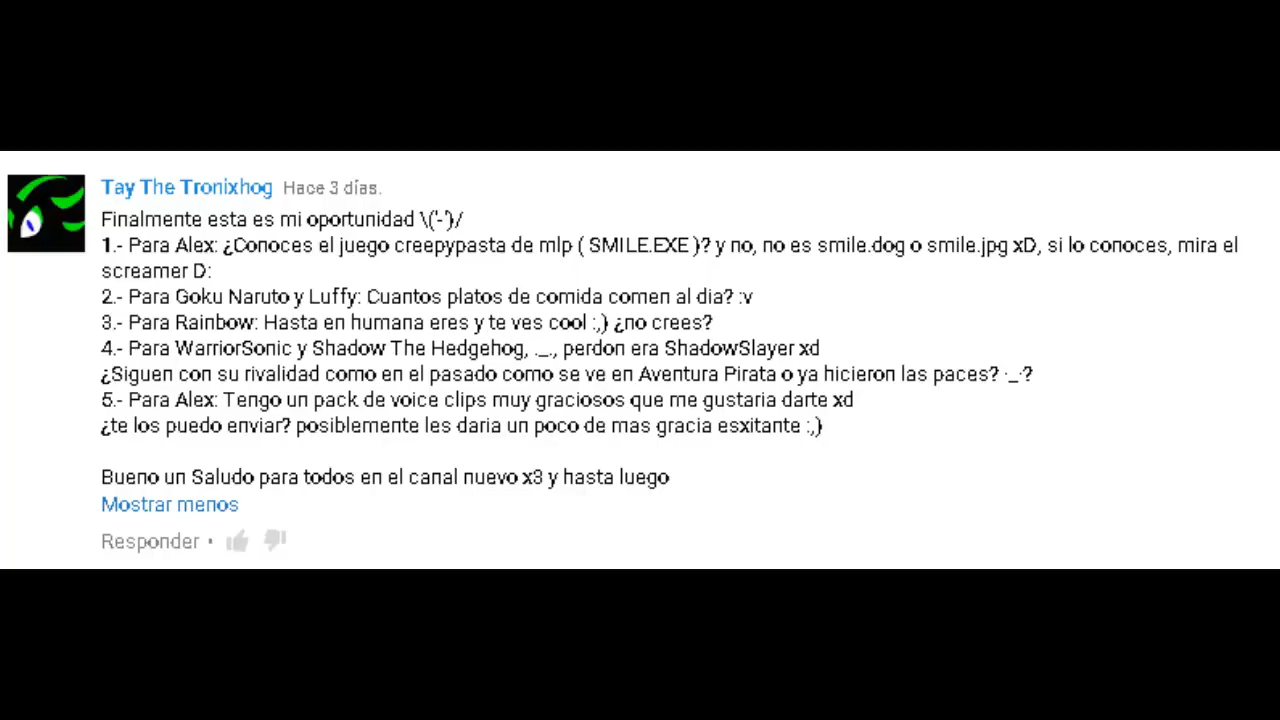 Tay The Tronixhog Hace 3 días.
Finalmente esta es mi oportunidad \('-')/
1.- Para Alex: ¿Conoces el juego creepypasta de mlp ( SMILE.EXE )? y no, no es smile.dog o smile.jpg xD, si lo conoces, mira el
screamer D:
2.- Para Goku Naruto y Luffy: Cuantos platos de comida comen al dia? :v
3.- Para Rainbow: Hasta en humana eres y te ves cool :,) ¿no crees?
4.- Para WarriorSonic y Shadow The Hedgehog, ._., perdon era ShadowSlayer xd
¿Siguen con su rivalidad como en el pasado como se ve en Aventura Pirata o ya hicieron las paces? ·_·?
5.- Para Alex: Tengo un pack de voice clips muy graciosos que me gustaria darte xd
¿te los puedo enviar? posiblemente les daria un poco de mas gracia esxitante :,)
Bueno un Saludo para todos en el canal nuevo x3 y hasta luego
Mostrar menos
Responder •